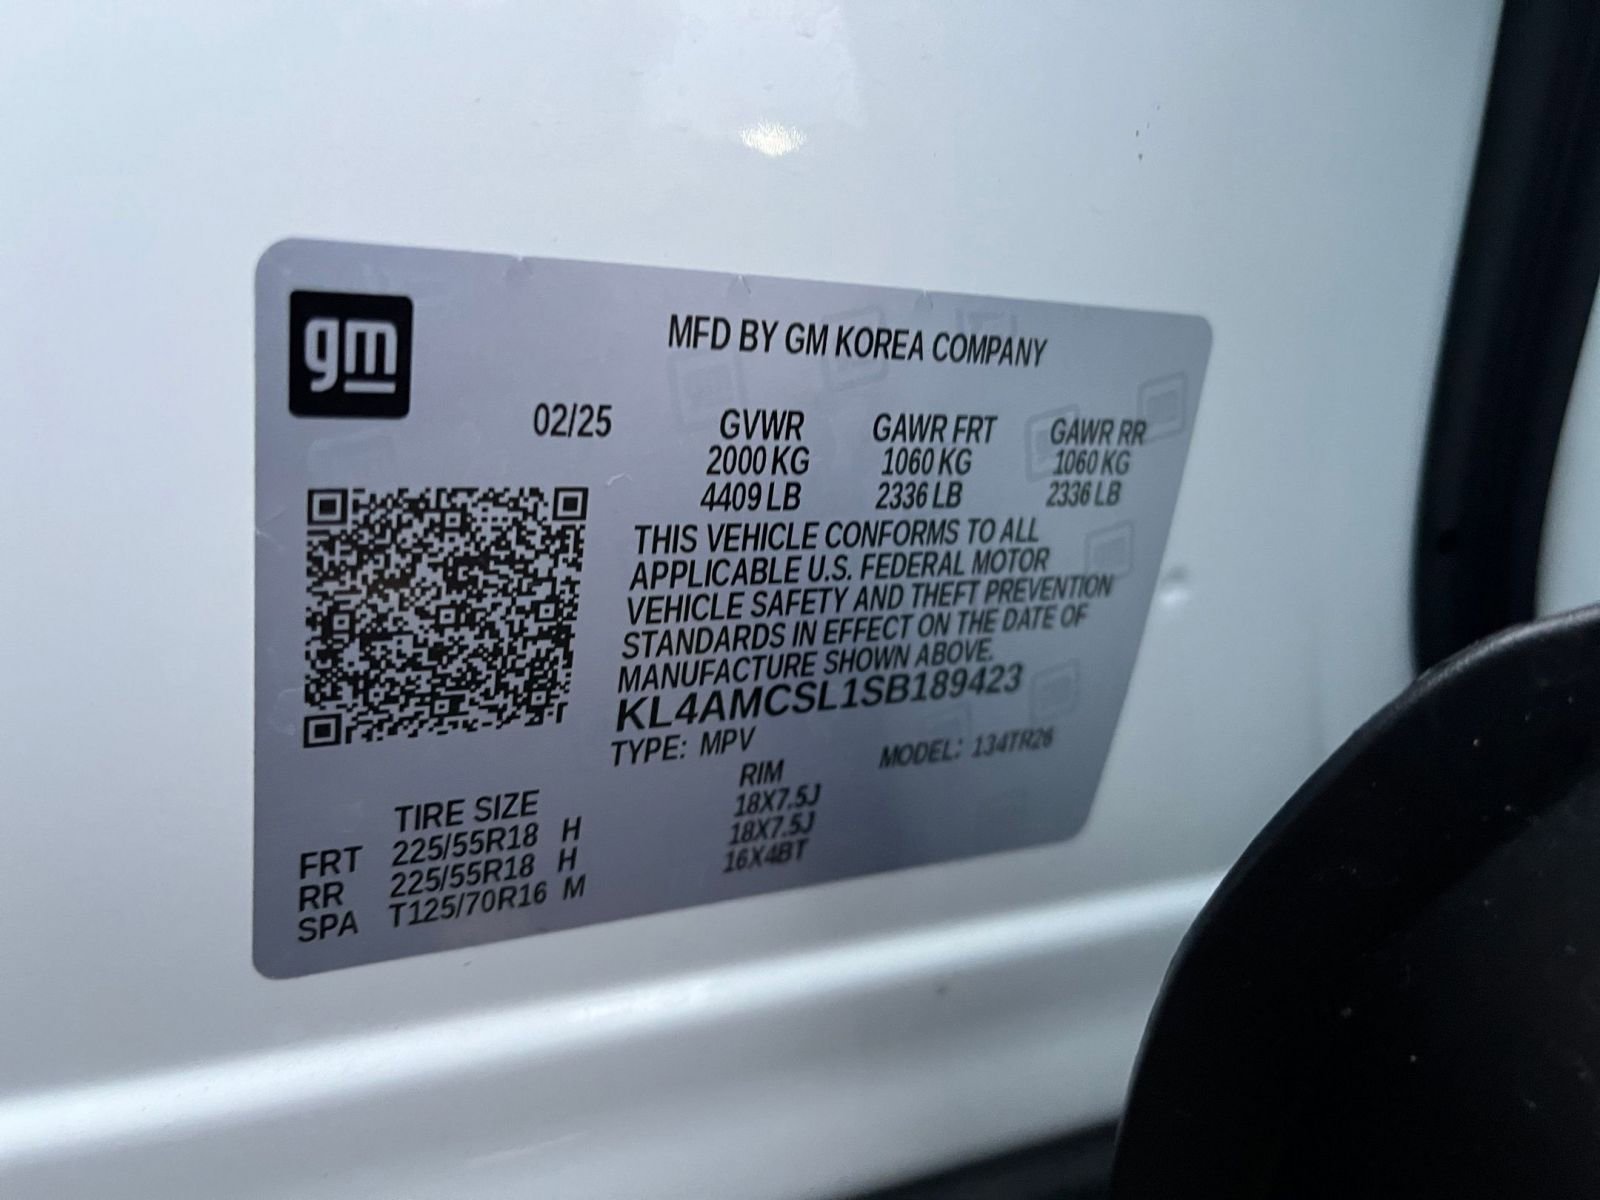 gm
MFD BY GM KOREA COMPANY
02/25 GVWR GAWR FRT GAWR RR
2000 KG 1060 KG 1060 KG
4409 LB 2336 LB 2336 LB
THIS VEHICLE CONFORMS TO ALL
APPLICABLE U.S. FEDERAL MOTOR
VEHICLE SAFETY AND THEFT PREVENTION
STANDARDS IN EFFECT ON THE DATE OF
MANUFACTURE SHOWN ABOVE.
KL4AMCSL1SB189423
TYPE: MPV MODEL: 134TR26
TIRE SIZE RIM
FRT 225/55R18 H 18X7.5J
RR 225/55R18 H 18X7.5J
SPA T125/70R16 M 16X4BT